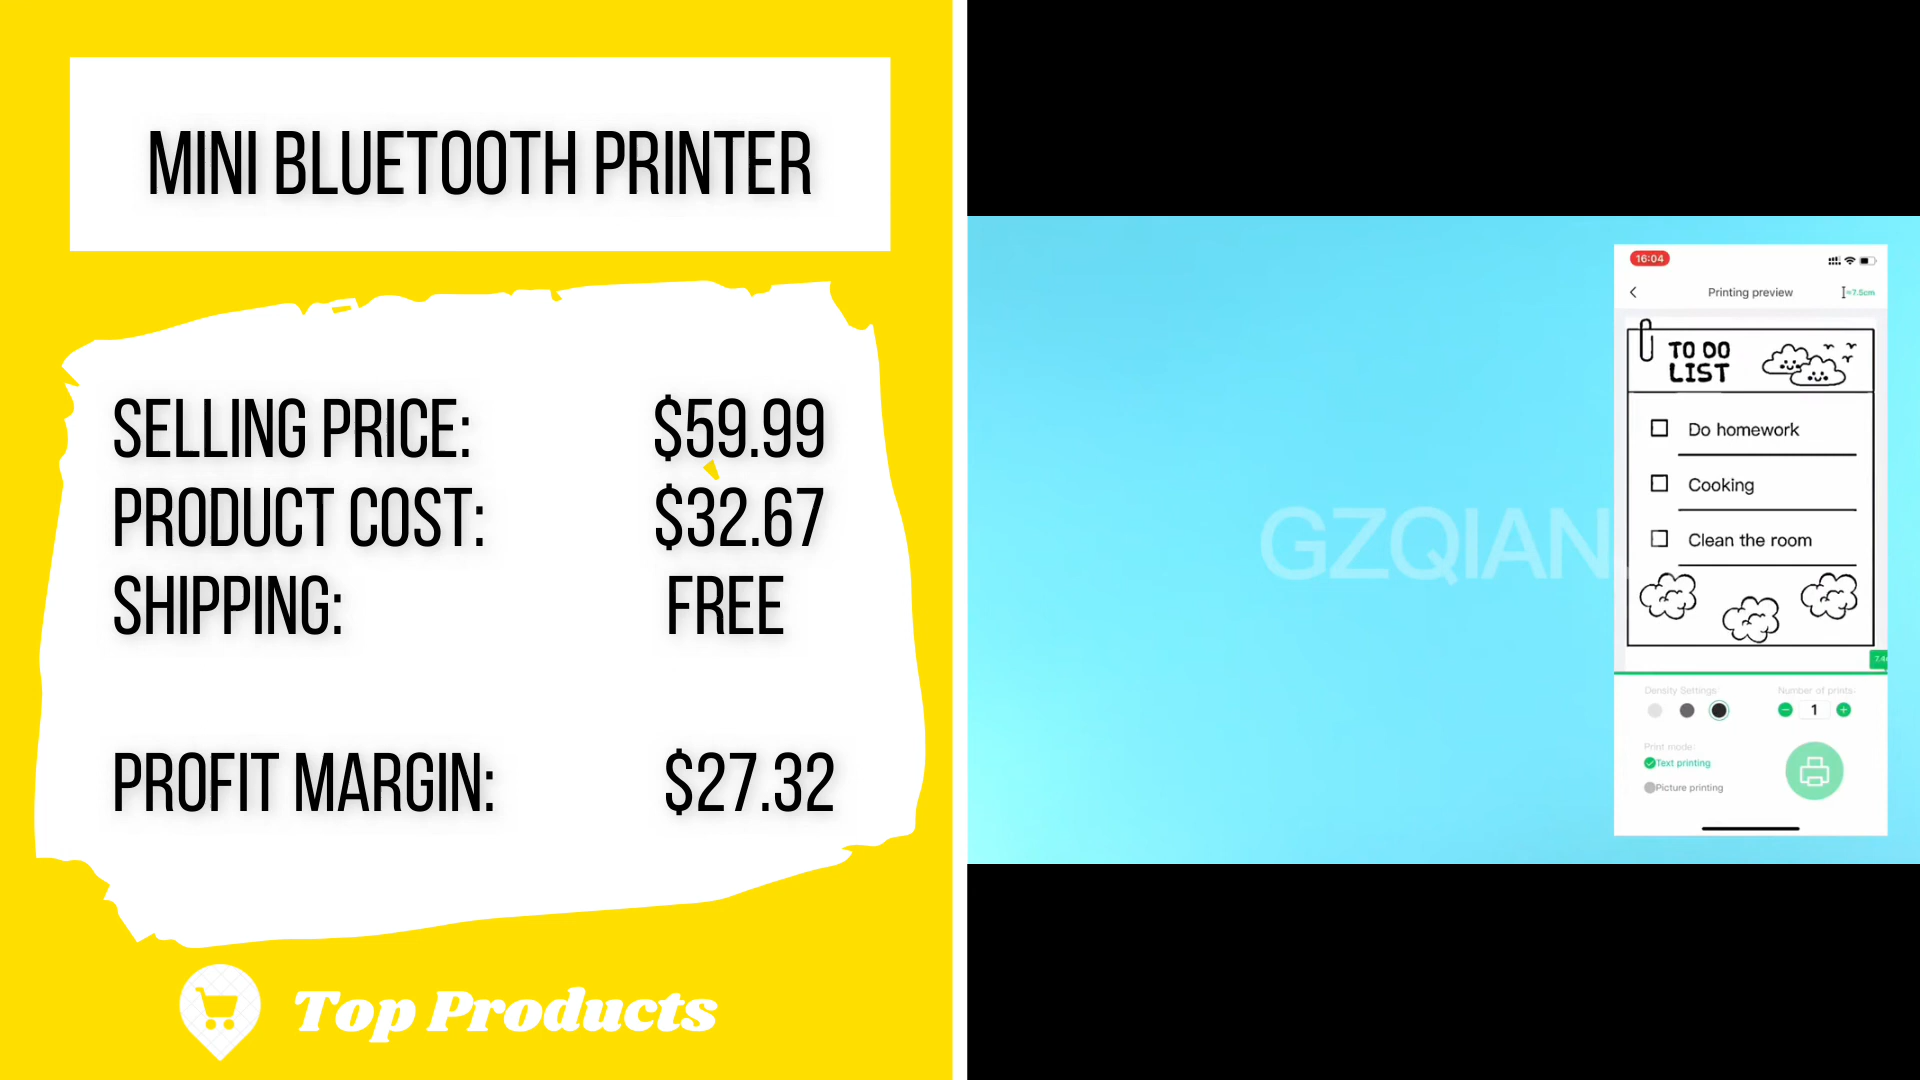 MINI BLUETOOTH PRINTER
SELLING PRICE: $59.99
PRODUCT COST: $32.67
SHIPPING: FREE
PROFIT MARGIN: $27.32
Top Products
GZQIAN
16:04
Printing preview
≈7.5cm
TO DO
LIST
Do homework
Cooking
Clean the room
Density Settings
Number of prints
1
Print mode
Text printing
Picture printing